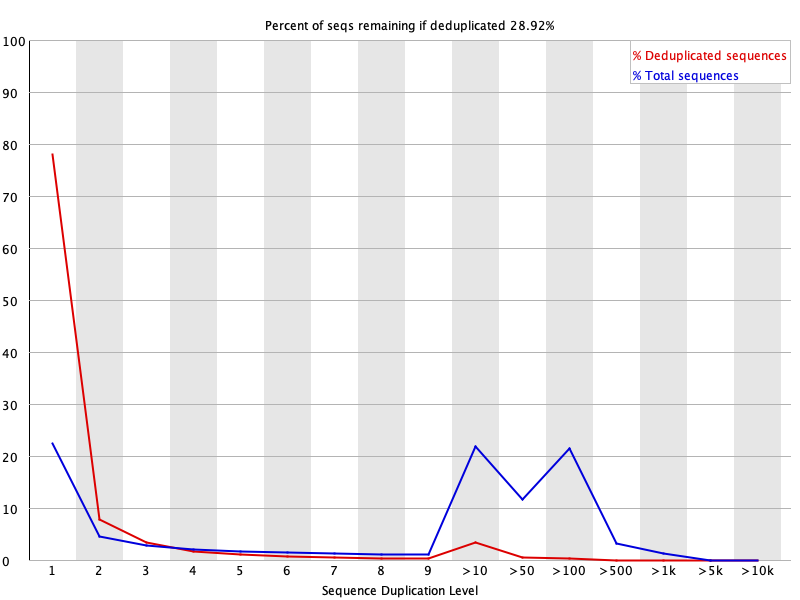 Percent of seqs remaining if deduplicated 28.92%
% Deduplicated sequences
% Total sequences
100
90
80
70
60
50
40
30
20
10
0
1 2 3 4 5 6 7 8 9 >10 >50 >100 >500 >1k >5k >10k
Sequence Duplication Level